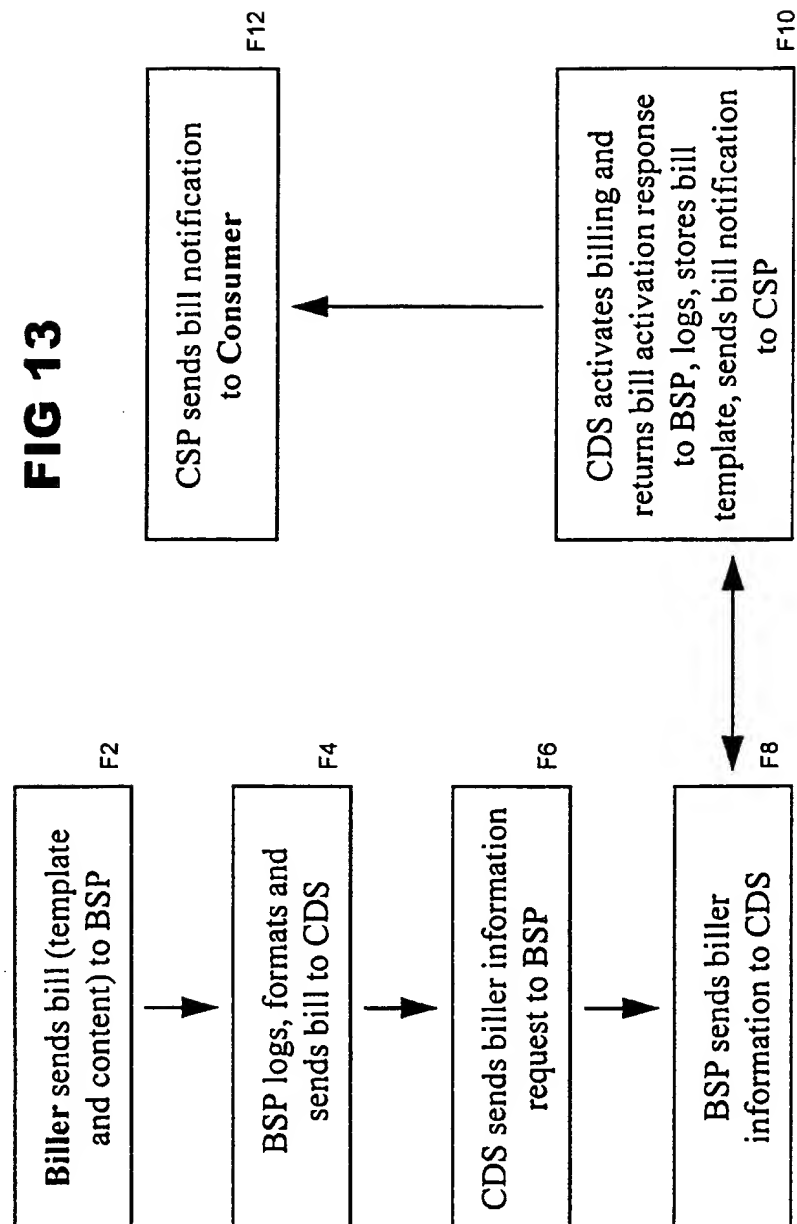 FIG 13
Biller sends bill (template
and content) to BSP
F2
BSP logs, formats and
sends bill to CDS
F4
CDS sends biller information
request to BSP
F6
BSP sends biller
information to CDS
F8
CDS activates billing and
returns bill activation response
to BSP, logs, stores bill
template, sends bill notification
to CSP
F10
CSP sends bill notification
to Consumer
F12